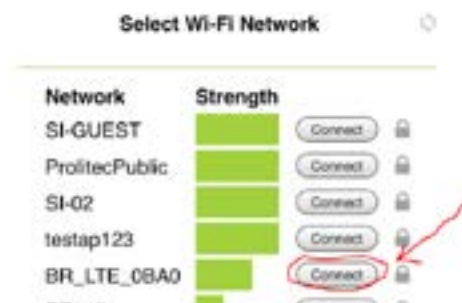 Select Wi-Fi Network
Network Strength
SI-GUEST Connect
ProlitecPublic Connect
SI-02 Connect
testap123 Connect
BR_LTE_0BA0 Connect